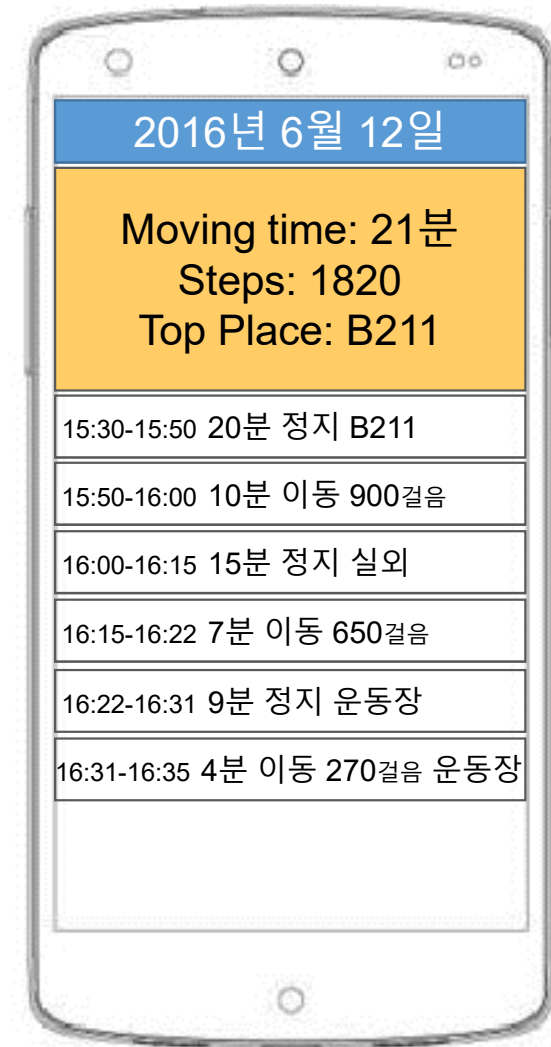 2016년 6월 12일
Moving time: 21분
Steps: 1820
Top Place: B211
15:30-15:50 20분 정지 B211
15:50-16:00 10분 이동 900걸음
16:00-16:15 15분 정지 실외
16:15-16:22 7분 이동 650걸음
16:22-16:31 9분 정지 운동장
16:31-16:35 4분 이동 270걸음 운동장